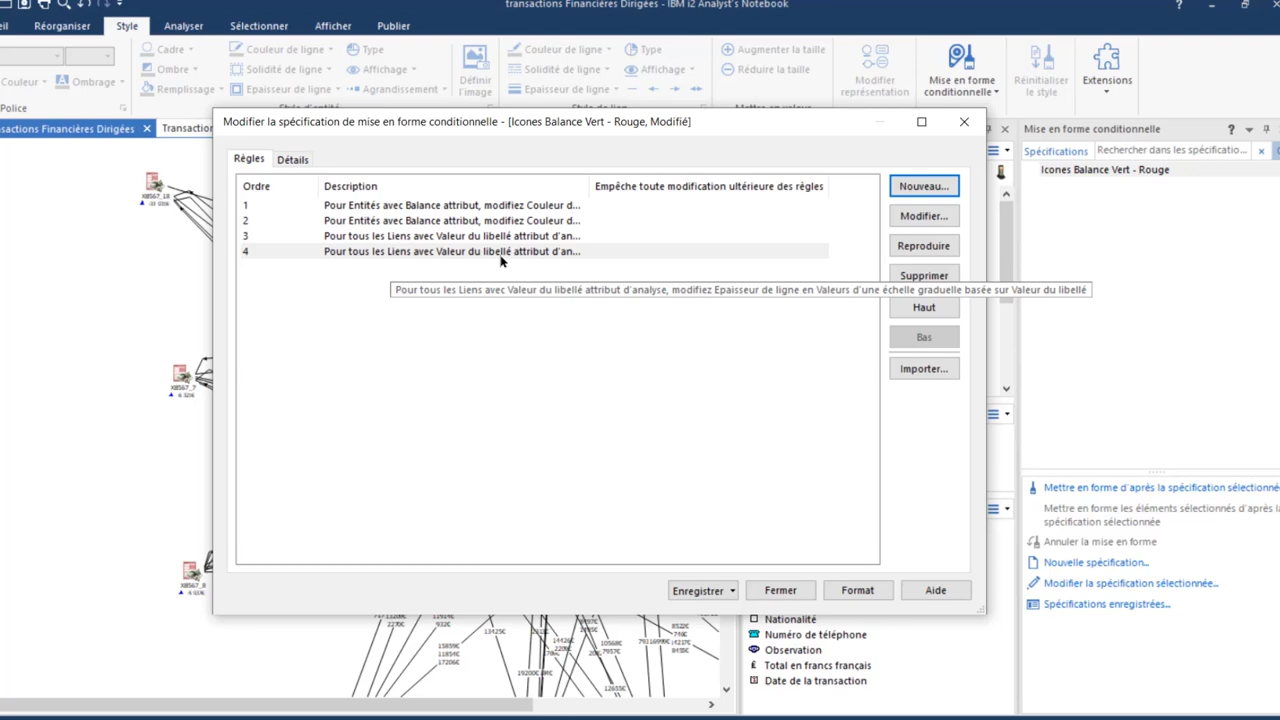 transactions Financières Dirigées - IBM i2 Analyst's Notebook
?
eil Réorganiser Style Analyser Sélectionner Afficher Publier
Cadre
Couleur de ligne
Type
Couleur de ligne
Type
Augmenter la taille
Couleur
Ombrage
Ombre
Solidité de ligne
Affichage
Solidité de ligne
Affichage
Réduire la taille
Remplissage
Epaisseur de ligne
Agrandissement
Epaisseur de ligne
Définir
l'image
Modifier
représentation
Mise en forme
conditionnelle
Réinitialiser
le style
Extensions
Police
sactions Financières Dirigées
Transaction
Modifier la spécification de mise en forme conditionnelle - [Icones Balance Vert - Rouge, Modifié]
Règles Détails
Ordre Description Empêche toute modification ultérieure des règles
1 Pour Entités avec Balance attribut, modifiez Couleur d...
2 Pour Entités avec Balance attribut, modifiez Couleur d...
3 Pour tous les Liens avec Valeur du libellé attribut d'an...
4 Pour tous les Liens avec Valeur du libellé attribut d'an...
Pour tous les Liens avec Valeur du libellé attribut d'analyse, modifiez Epaisseur de ligne en Valeurs d'une échelle graduelle basée sur Valeur du libellé
Nouveau...
Modifier...
Reproduire
Supprimer
Haut
Bas
Importer...
Enregistrer Fermer Format Aide
Mise en forme conditionnelle ?
Spécifications Rechercher dans les spécificatio...
Icones Balance Vert - Rouge
Mettre en forme d'après la spécification sélectionné
Mettre en forme les éléments sélectionnés d'après la
spécification sélectionnée
Annuler la mise en forme
Nouvelle spécification...
Modifier la spécification sélectionnée...
Spécifications enregistrées...
Nationalité
Numéro de téléphone
Observation
Total en francs français
Date de la transaction
X8567_7
X8567_8
13425€
15859€
11854€
17206€
12655€